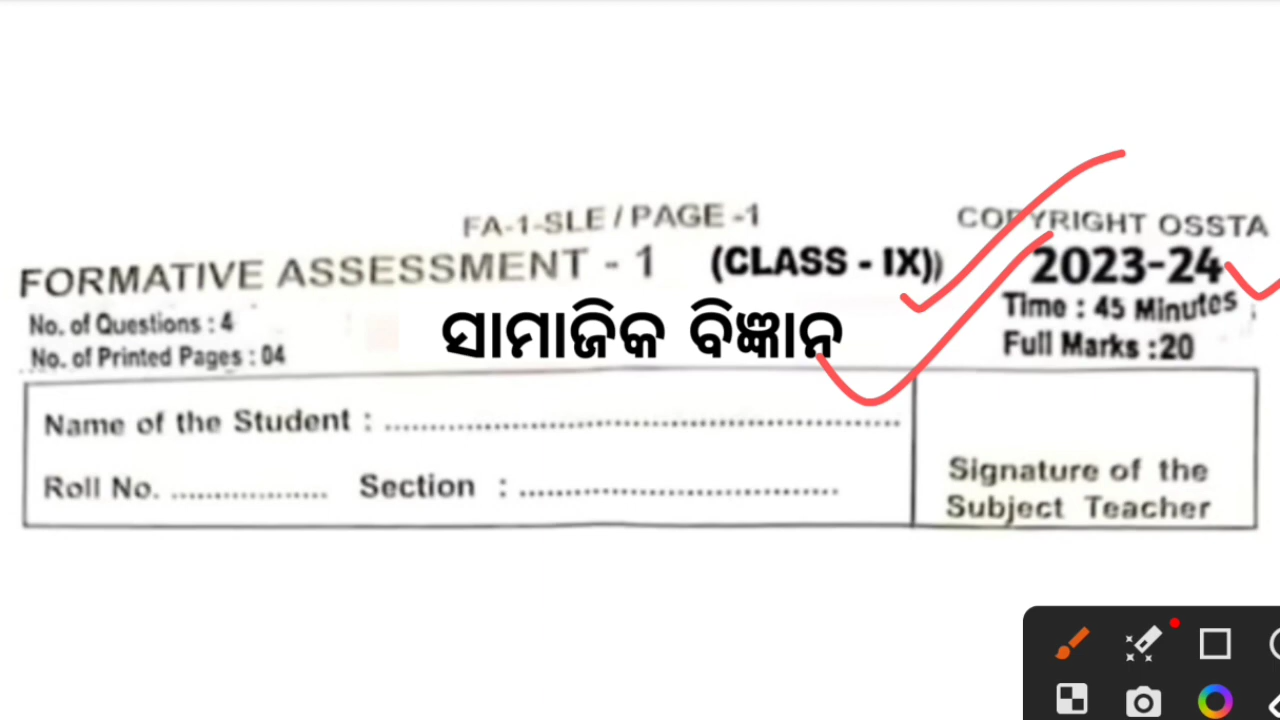 FA-1-SLE / PAGE -1
COPYRIGHT OSSTA
FORMATIVE ASSESSMENT - 1 (CLASS - IX))
2023-24
No. of Questions : 4
ସାମାଜିକ ବିଜ୍ଞାନ
Time : 45 Minutes
No. of Printed Pages : 04
Full Marks :20
Name of the Student : ........................................
Roll No. .................. Section : ........................................
Signature of the
Subject Teacher